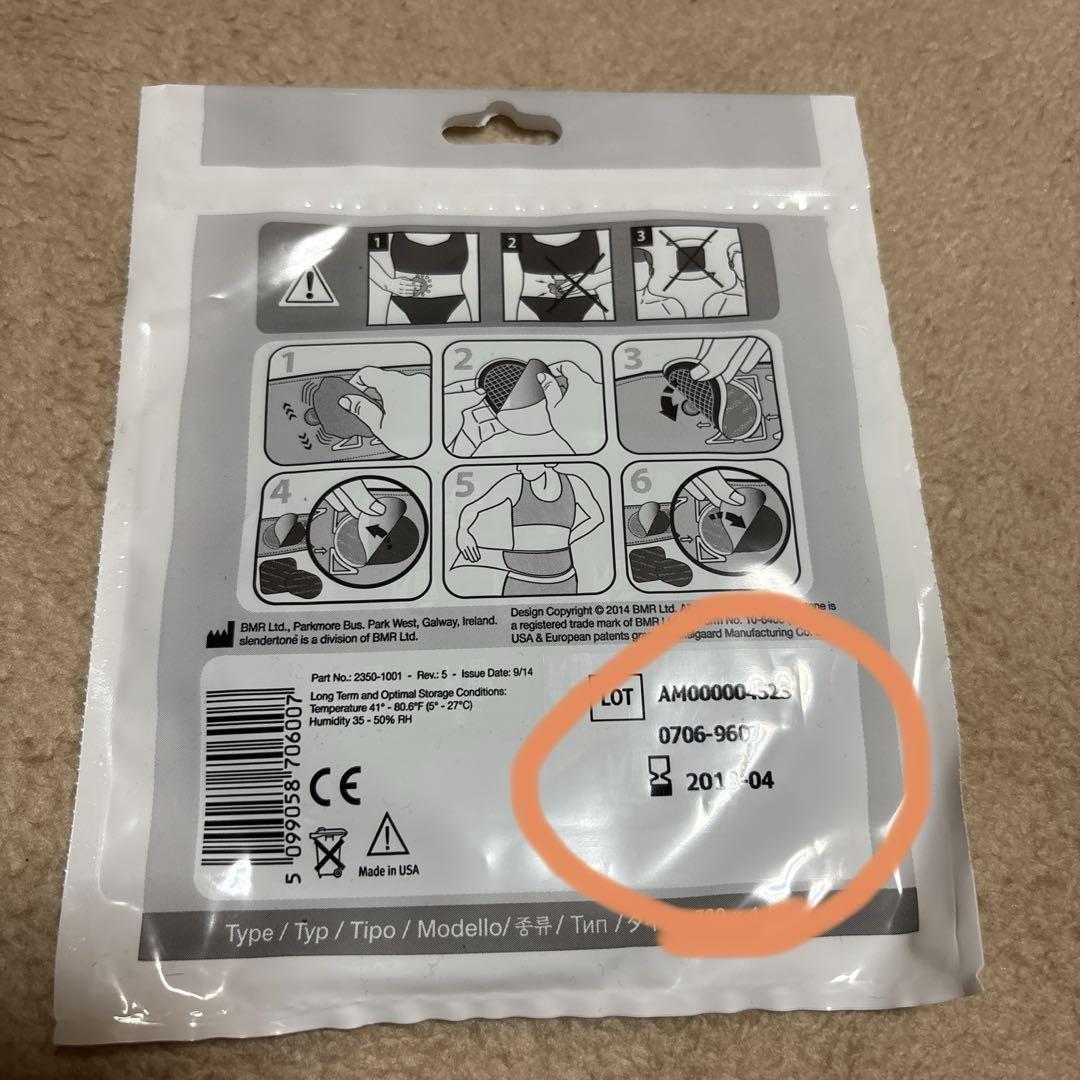 1
2
3
1
2
3
4
5
6
BMR Ltd., Parkmore Bus. Park West, Galway, Ireland.
slendertone is a division of BMR Ltd.
Design Copyright © 2014 BMR Ltd.
a registered trade mark of BMR
USA & European patents Manufacturing
Part No.: 2350-1001 - Rev.: 5 - Issue Date: 9/14
Long Term and Optimal Storage Conditions:
Temperature 41° - 80.6°F (5° - 27°C)
Humidity 35 - 50% RH
LOT AM000004523
0706-9607
2018-04
CE
Made in USA
5 099058 706007
Type / Typ / Tipo / Modello / 종류 / Тип /